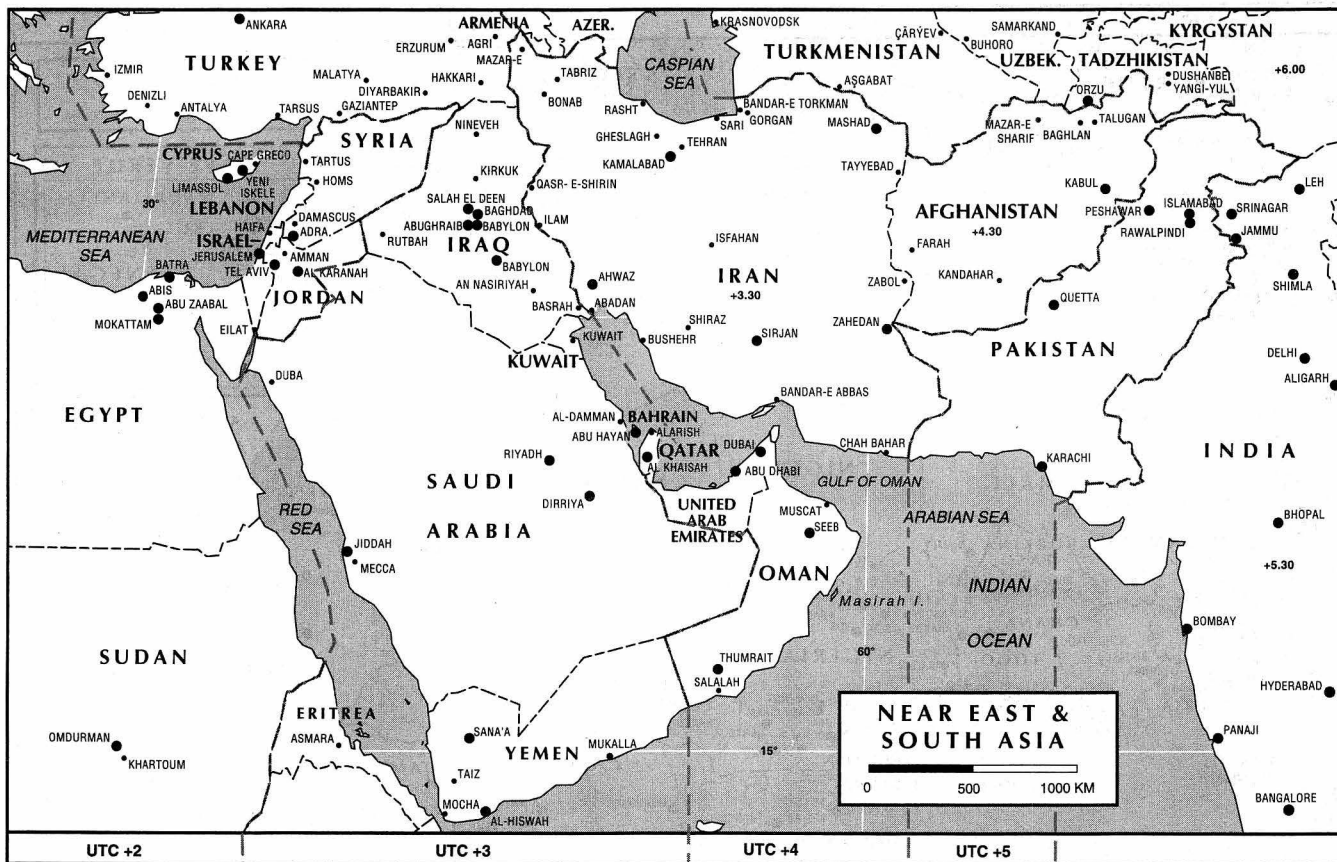 ANKARA
ARMENIA
AZER.
KRASNOVODSK
ÇÄRÝEV
SAMARKAND
KYRGYSTAN
ERZURUM
AGRI
BUHORO
TURKEY
MAZAR-E
TURKMENISTAN
UZBEK.
TADZHIKISTAN
IZMIR
MALATYA
HAKKARI
TABRIZ
CASPIAN
SEA
AŞGABAT
DUSHANBEI
YANGI-YUL
+6.00
DENIZLI
ANTALYA
TARSUS
DIYARBAKIR
GAZIANTEP
BONAB
RASHT
BANDAR-E TORKMAN
GORGAN
SARI
MASHAD
ORZU
MAZAR-E
SHARIF
BAGHLAN
TALUGAN
SYRIA
NINEVEH
GHESLAGH
TEHRAN
KAMALABAD
CYPRUS
CAPE GRECO
TARTUS
TAYYEBAD
LIMASSOL
YENI
ISKELE
HOMS
KIRKUK
QASR- E-SHIRIN
KABUL
LEH
30°
LEBANON
SALAH EL DEEN
BAGHDAD
AFGHANISTAN
PESHAWAR
ISLAMABAD
SRINAGAR
DAMASCUS
ABUGHRAIB
BABYLON
ILAM
+4.30
RAWALPINDI
JAMMU
MEDITERRANEAN
SEA
HAIFA
ISRAEL
ADRA.
RUTBAH
IRAQ
ISFAHAN
FARAH
JERUSALEM
AMMAN
BABYLON
IRAN
BATRA
TEL AVIV
AL KARANAH
AHWAZ
+3.30
ZABOL
KANDAHAR
SHIMLA
ABIS
ABU ZAABAL
JORDAN
AN NASIRIYAH
BASRAH
ABADAN
QUETTA
MOKATTAM
EILAT
KUWAIT
SHIRAZ
SIRJAN
ZAHEDAN
KUWAIT
BUSHEHR
PAKISTAN
DELHI
DUBA
ALIGARH
EGYPT
BANDAR-E ABBAS
AL-DAMMAN
BAHRAIN
ABU HAYAN
ALARISH
QATAR
DUBAI
CHAH BAHAR
INDIA
RIYADH
AL KHAISAH
ABU DHABI
KARACHI
SAUDI
ARABIA
DIRRIYA
UNITED
ARAB
EMIRATES
GULF OF OMAN
RED
SEA
MUSCAT
SEEB
ARABIAN SEA
BHOPAL
JIDDAH
MECCA
+5.30
OMAN
INDIAN
OCEAN
Masirah I.
BOMBAY
SUDAN
THUMRAIT
SALALAH
60°
HYDERABAD
ERITREA
ASMARA
OMDURMAN
KHARTOUM
SANA'A
YEMEN
MUKALLA
15°
PANAJI
TAIZ
MOCHA
AL-HISWAH
NEAR EAST &
SOUTH ASIA
0 500 1000 KM
BANGALORE
UTC +2 UTC +3 UTC +4 UTC +5